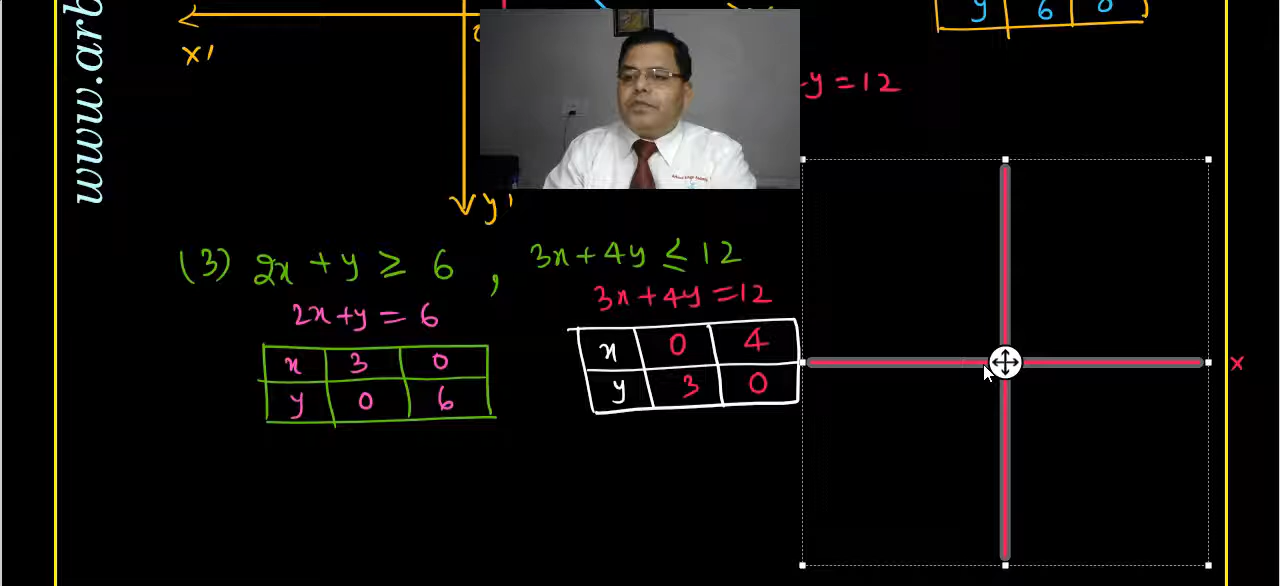 www.arb
x'
y 6 0
y = 12
y'
(3) 2x + y ≥ 6 , 3x + 4y ≤ 12
2x + y = 6
3x + 4y = 12
x 3 0
y 0 6
x 0 4
y 3 0
x